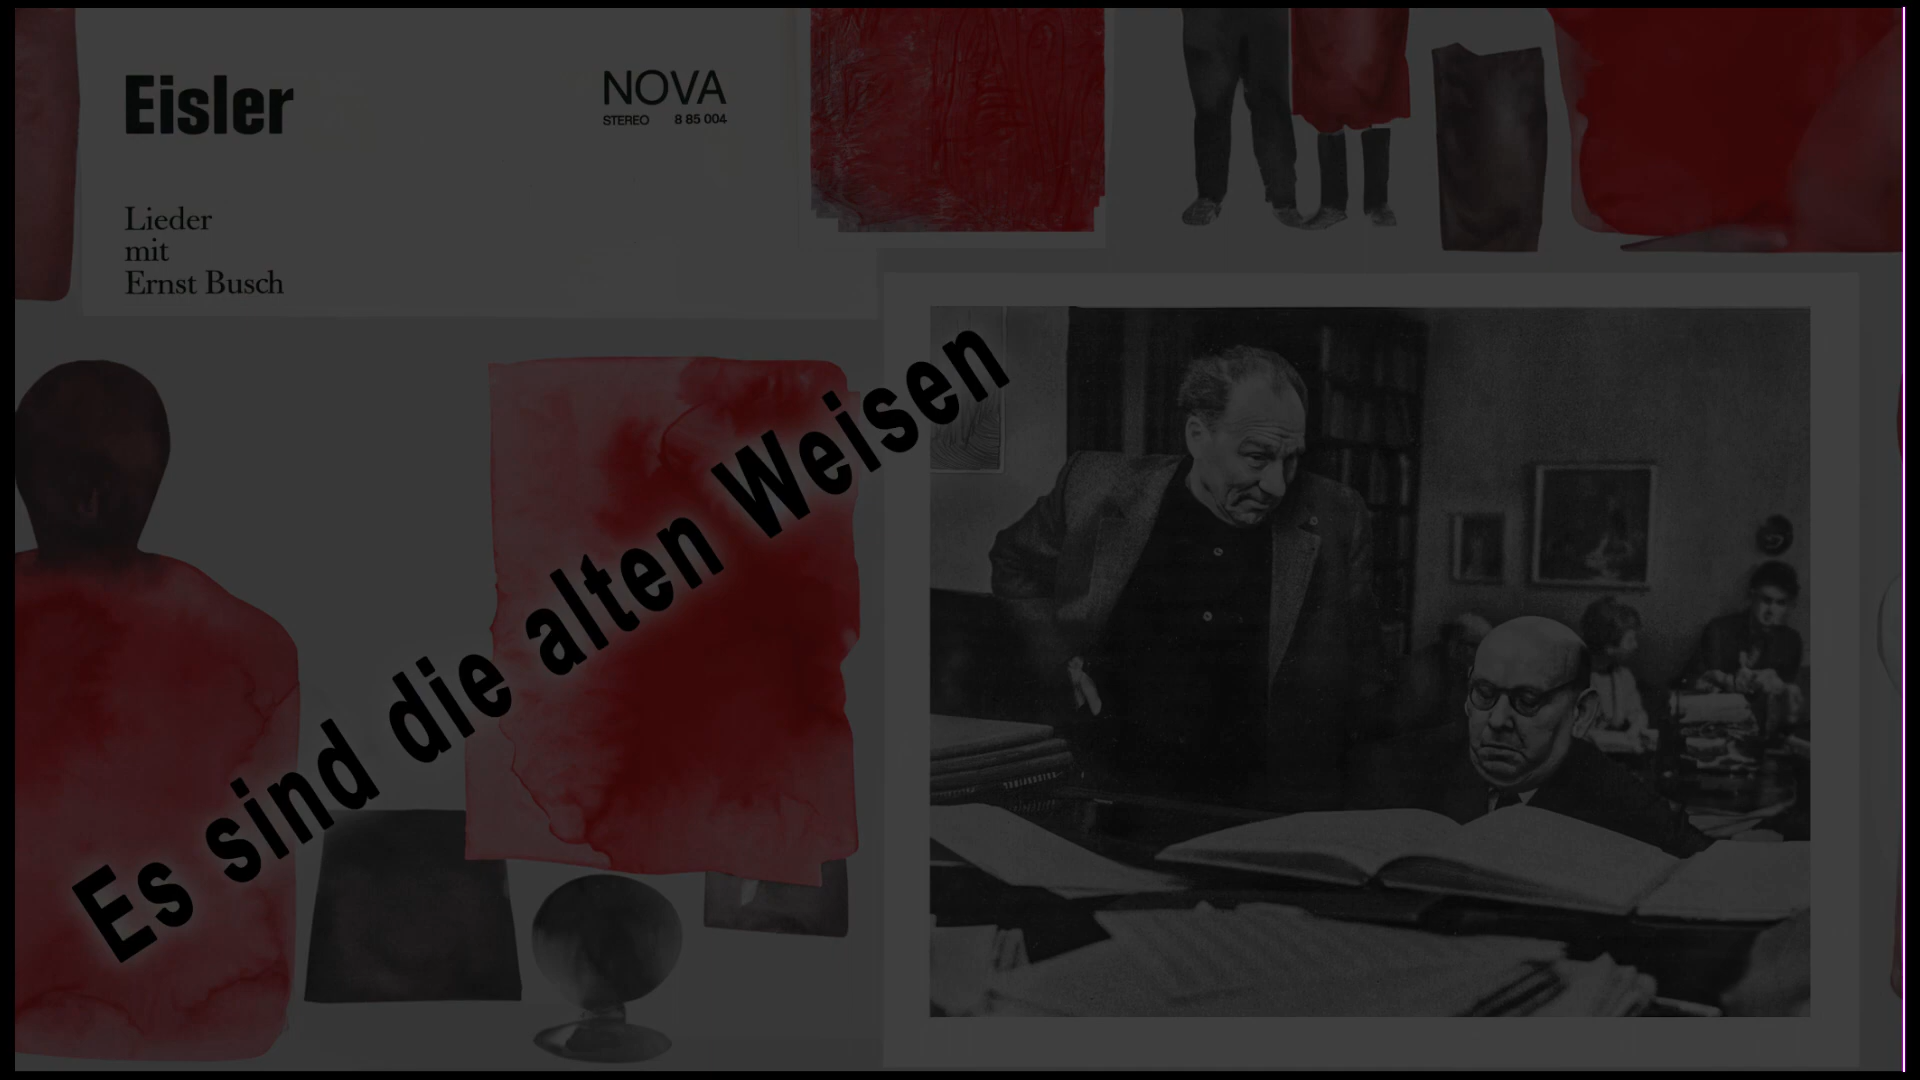 Eisler
NOVA
STEREO 8 85 004
Lieder
mit
Ernst Busch
Es sind die alten Weisen